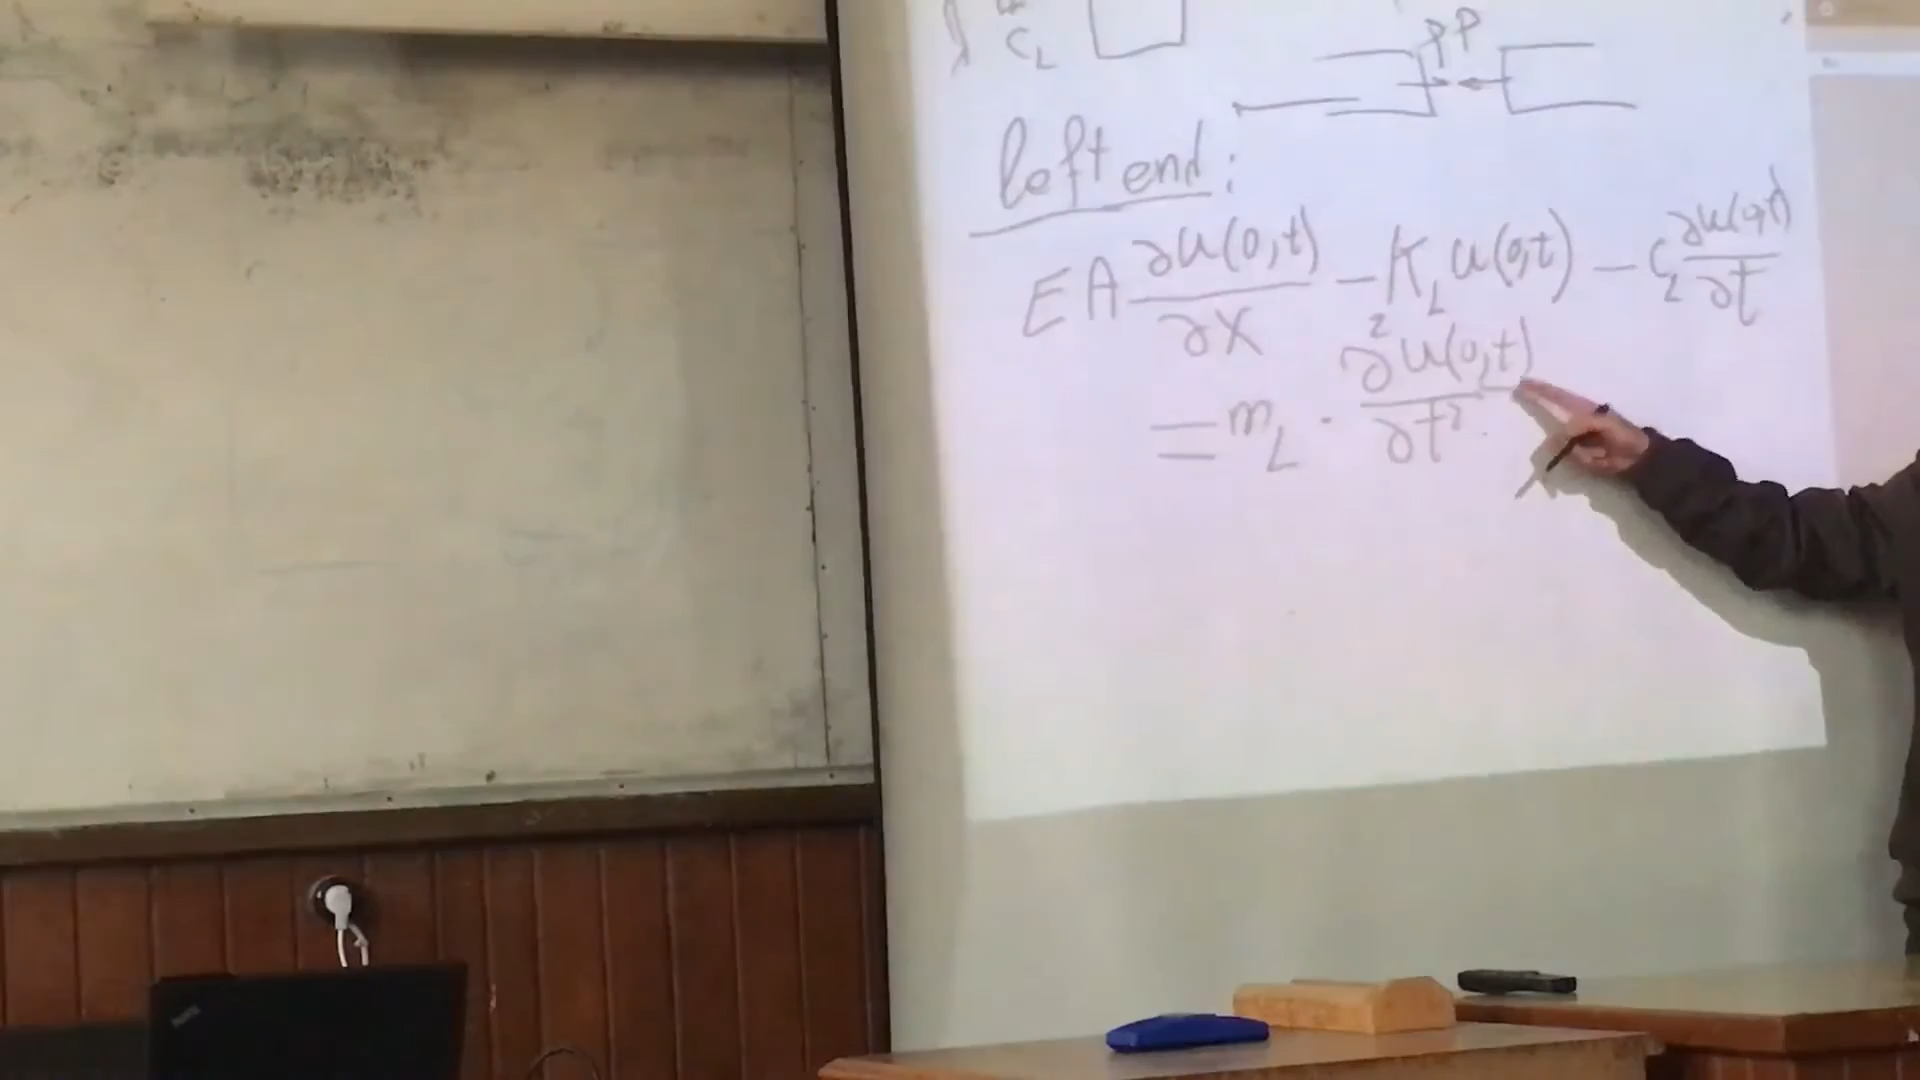 C_L
P P
left end:
EA ∂u(0,t)/∂x - K_L u(0,t) - C_L ∂u(0,t)/∂t
= m_L · ∂²u(0,t)/∂t²